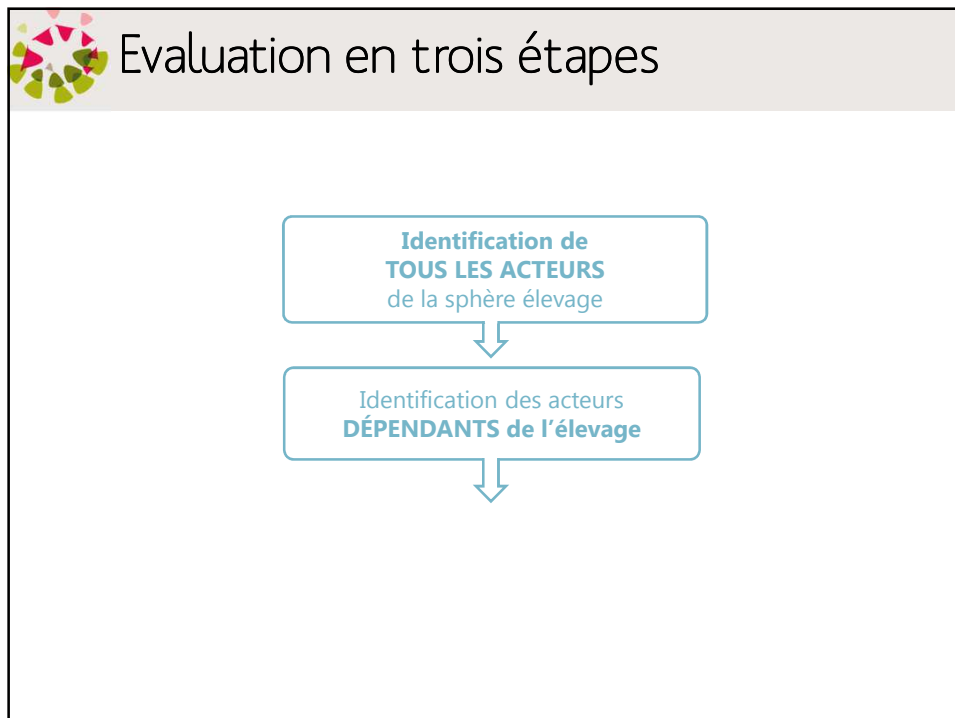 Evaluation en trois étapes
Identification de
TOUS LES ACTEURS
de la sphère élevage
Identification des acteurs
DÉPENDANTS de l’élevage